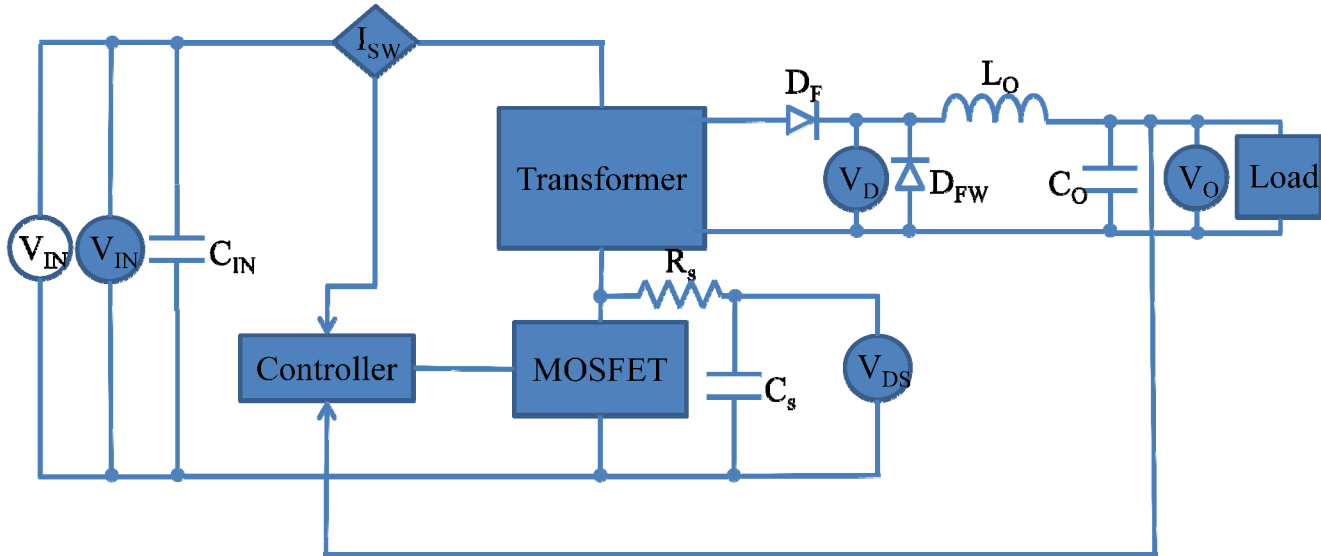 I_SW
D_F
L_O
Transformer
V_D
D_FW
C_O
V_O
Load
V_IN
V_IN
C_IN
R_s
Controller
MOSFET
C_s
V_DS